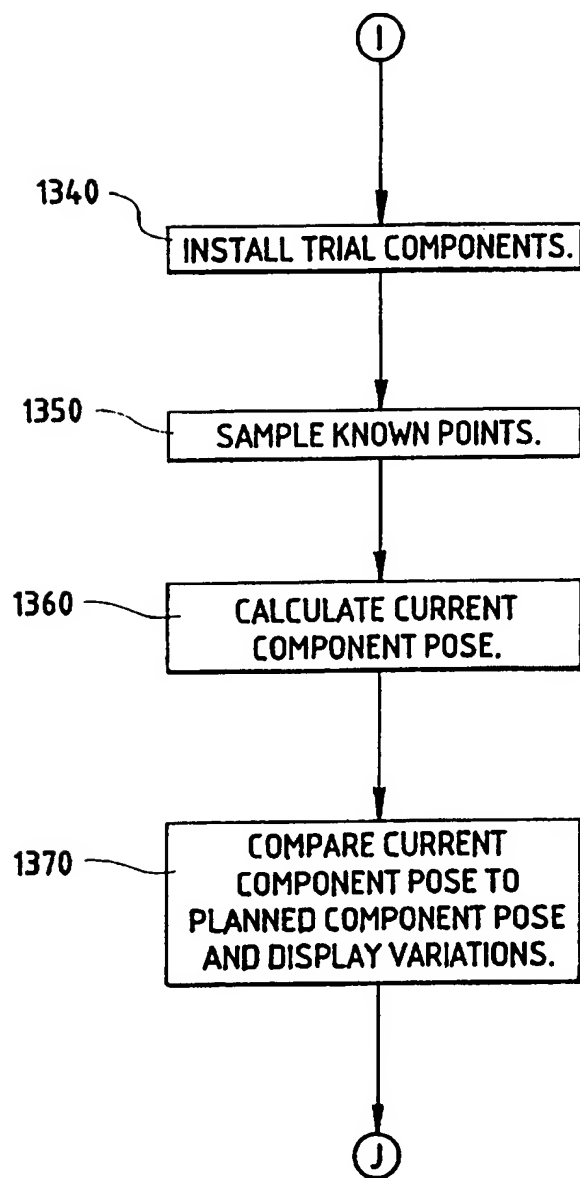 I
1340
INSTALL TRIAL COMPONENTS.
1350
SAMPLE KNOWN POINTS.
1360
CALCULATE CURRENT
COMPONENT POSE.
1370
COMPARE CURRENT
COMPONENT POSE TO
PLANNED COMPONENT POSE
AND DISPLAY VARIATIONS.
J